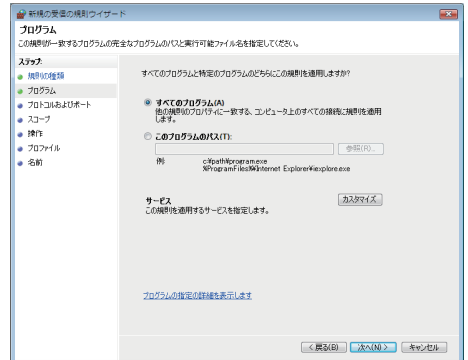 新規の受信の規則ウィザード
プログラム
この規則が一致するプログラムの完全なプログラムのパスと実行可能ファイル名を指定してください。
ステップ:
規則の種類
プログラム
プロトコルおよびポート
スコープ
操作
プロファイル
名前
すべてのプログラムと特定のプログラムのどちらにこの規則を適用しますか?
すべてのプログラム(A)
他の規則のプロパティに一致する、コンピュータ上のすべての接続に規則を適用
します。
このプログラムのパス(T):
参照(R)...
例: c:¥path¥program.exe
%ProgramFiles%¥Internet Explorer¥iexplore.exe
サービス
この規則を適用するサービスを指定します。
カスタマイズ
プログラムの指定の詳細を表示します
< 戻る(B)
次へ(N) >
キャンセル